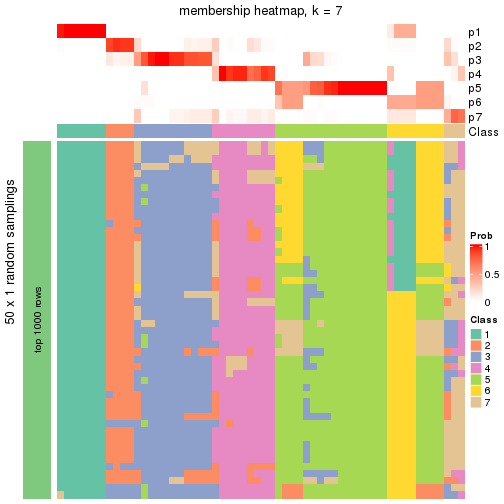 membership heatmap, k = 7
p1
p2
p3
p4
p5
p6
p7
Class
50 x 1 random samplings
top 1000 rows
Prob
1
0.5
0
Class
1
2
3
4
5
6
7